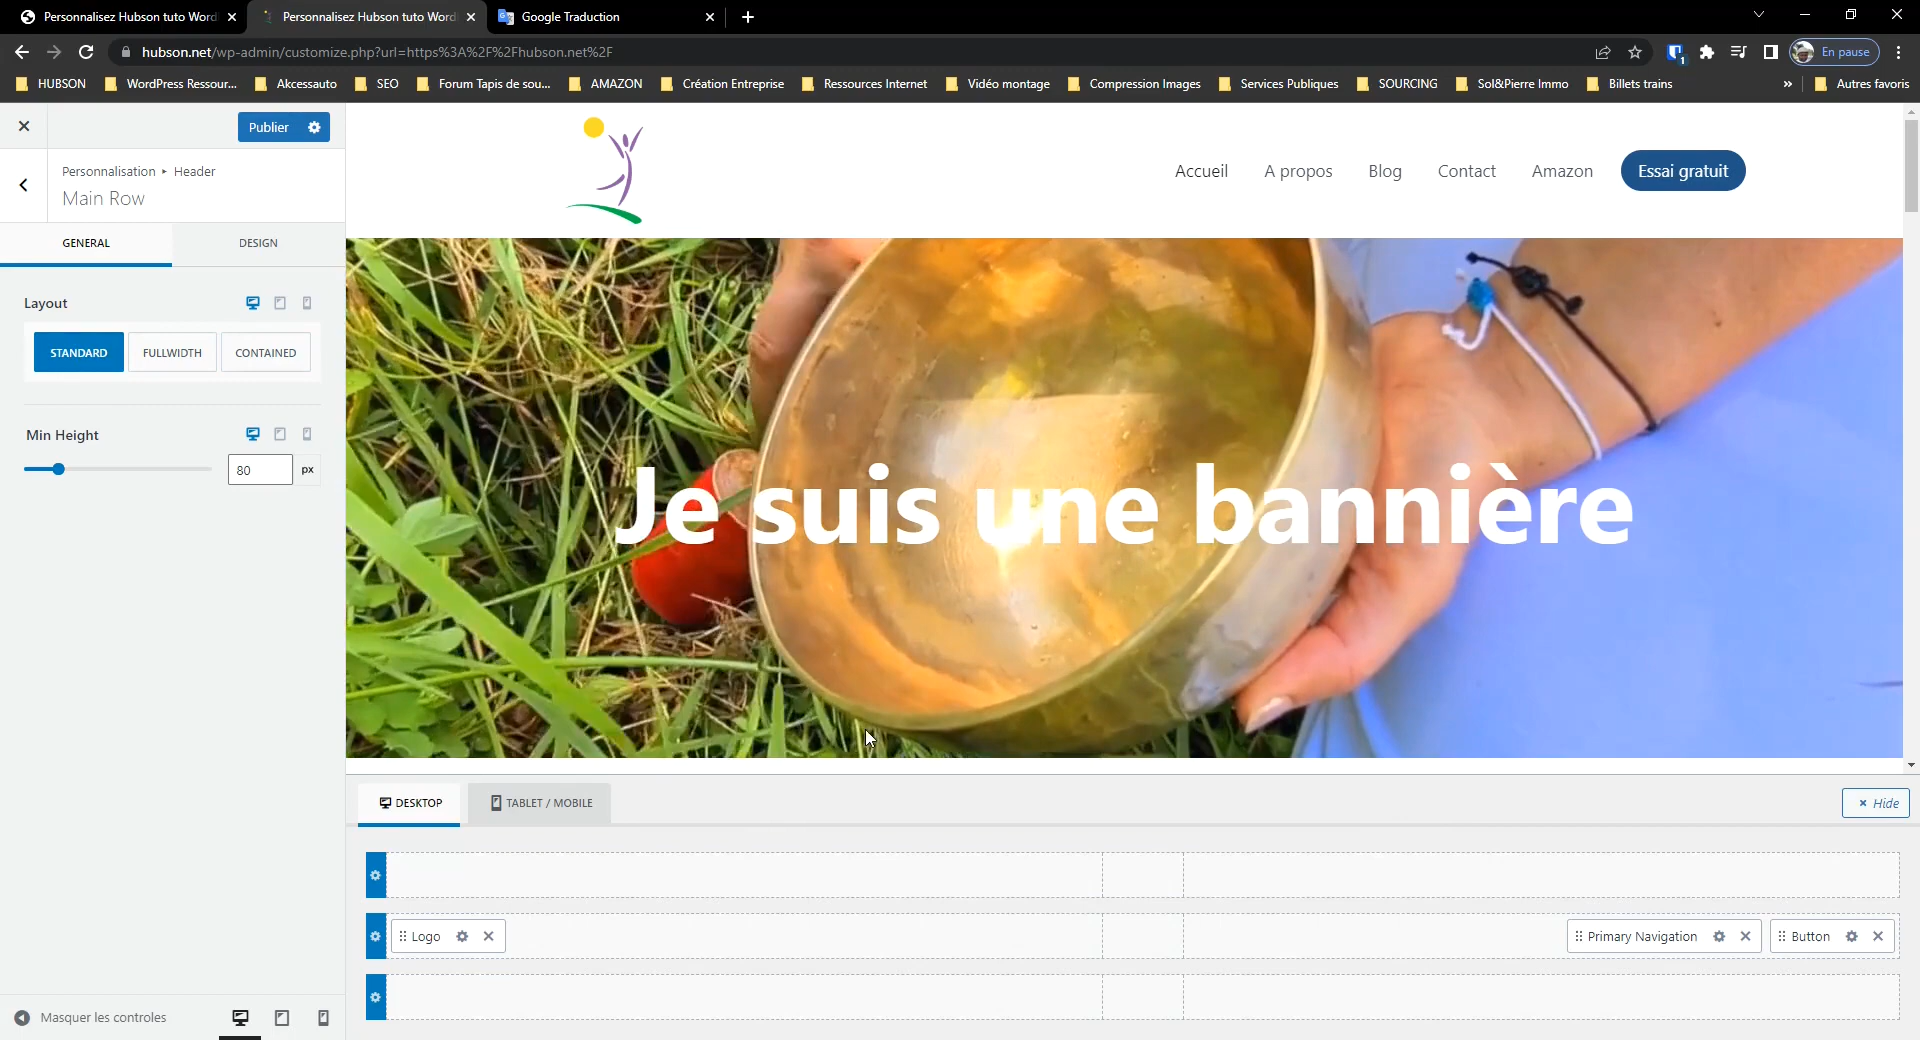 Personnalisez Hubson tuto Word
Personnalisez Hubson tuto Word
Google Traduction
hubson.net/wp-admin/customize.php?url=https%3A%2F%2Fhubson.net%2F
1
En pause
HUBSON
WordPress Ressour...
Akcessauto
SEO
Forum Tapis de sou...
AMAZON
Création Entreprise
Ressources Internet
Vidéo montage
Compression Images
Services Publiques
SOURCING
Sol&Pierre Immo
Billets trains
»
Autres favoris
Publier
Personnalisation ▸ Header
Main Row
GENERAL
DESIGN
Layout
STANDARD
FULLWIDTH
CONTAINED
Min Height
80
px
Masquer les controles
Accueil
A propos
Blog
Contact
Amazon
Essai gratuit
Je suis une bannière
DESKTOP
TABLET / MOBILE
× Hide
Logo
Primary Navigation
Button